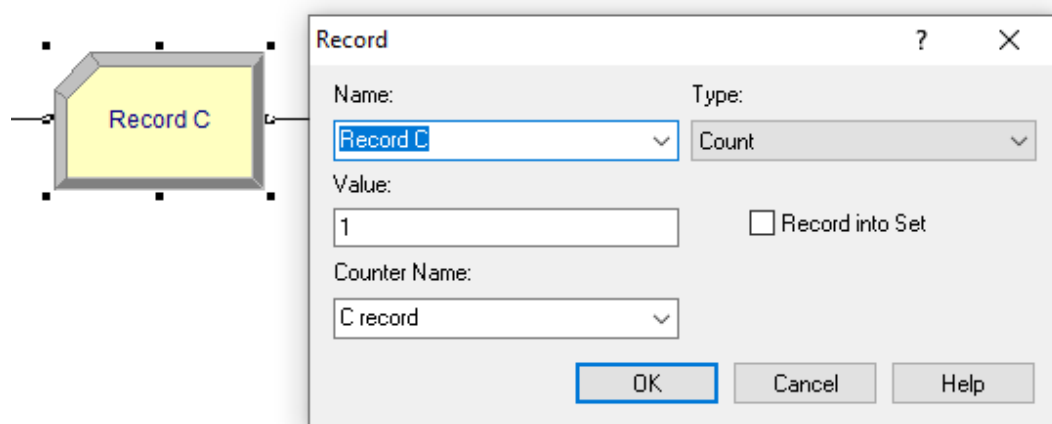 Record C
Record ? ✕
Name: Type:
Record C Count
Value:
1 Record into Set
Counter Name:
C record
OK Cancel Help